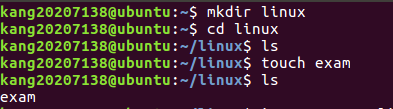 kang20207138@ubuntu:~$ mkdir linux
kang20207138@ubuntu:~$ cd linux
kang20207138@ubuntu:~/linux$ ls
kang20207138@ubuntu:~/linux$ touch exam
kang20207138@ubuntu:~/linux$ ls
exam